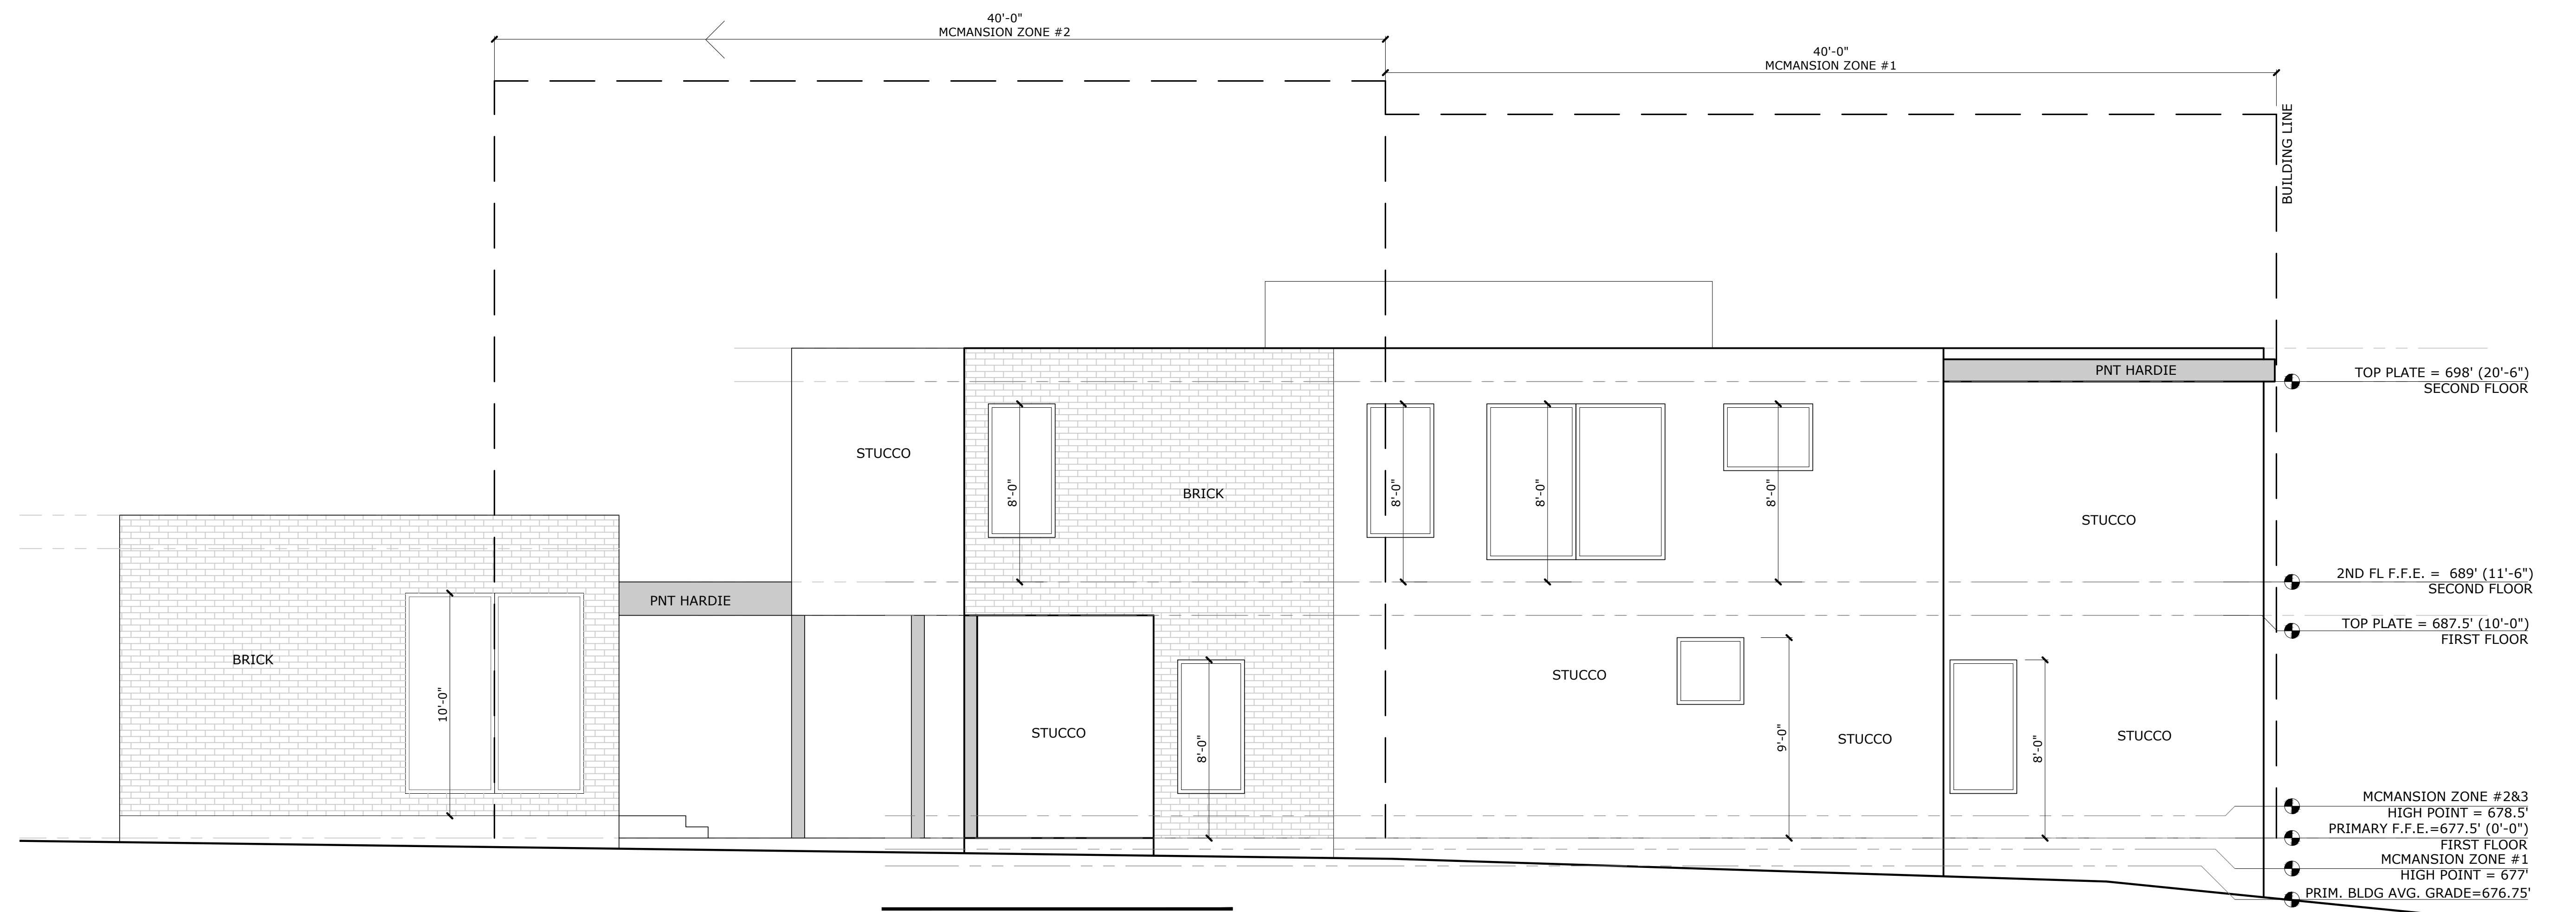 40'-0"
MCMANSION ZONE #2
40'-0"
MCMANSION ZONE #1
BUILDING LINE
PNT HARDIE
TOP PLATE = 698' (20'-6")
SECOND FLOOR
STUCCO
8'-0"
BRICK
8'-0"
8'-0"
8'-0"
STUCCO
2ND FL F.F.E. =  689' (11'-6")
SECOND FLOOR
PNT HARDIE
TOP PLATE = 687.5' (10'-0")
FIRST FLOOR
BRICK
10'-0"
STUCCO
8'-0"
STUCCO
9'-0"
STUCCO
8'-0"
STUCCO
MCMANSION ZONE #2&3
HIGH POINT = 678.5'
PRIMARY F.F.E.=677.5' (0'-0")
FIRST FLOOR
MCMANSION ZONE #1
HIGH POINT = 677'
PRIM. BLDG AVG. GRADE=676.75'